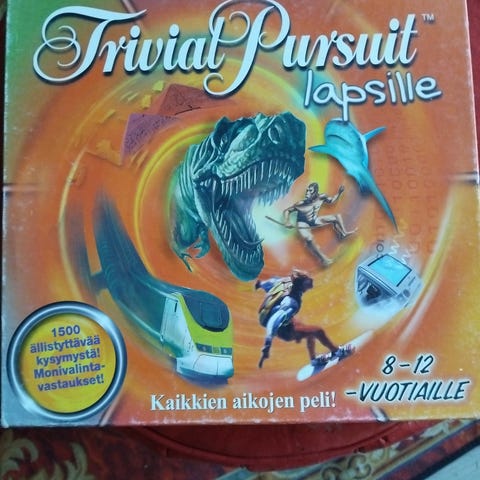 Trivial Pursuit™
lapsille
1500
ällistyttävää
kysymystä!
Monivalinta-
vastaukset!
8-12
-VUOTIAILLE
Kaikkien aikojen peli!